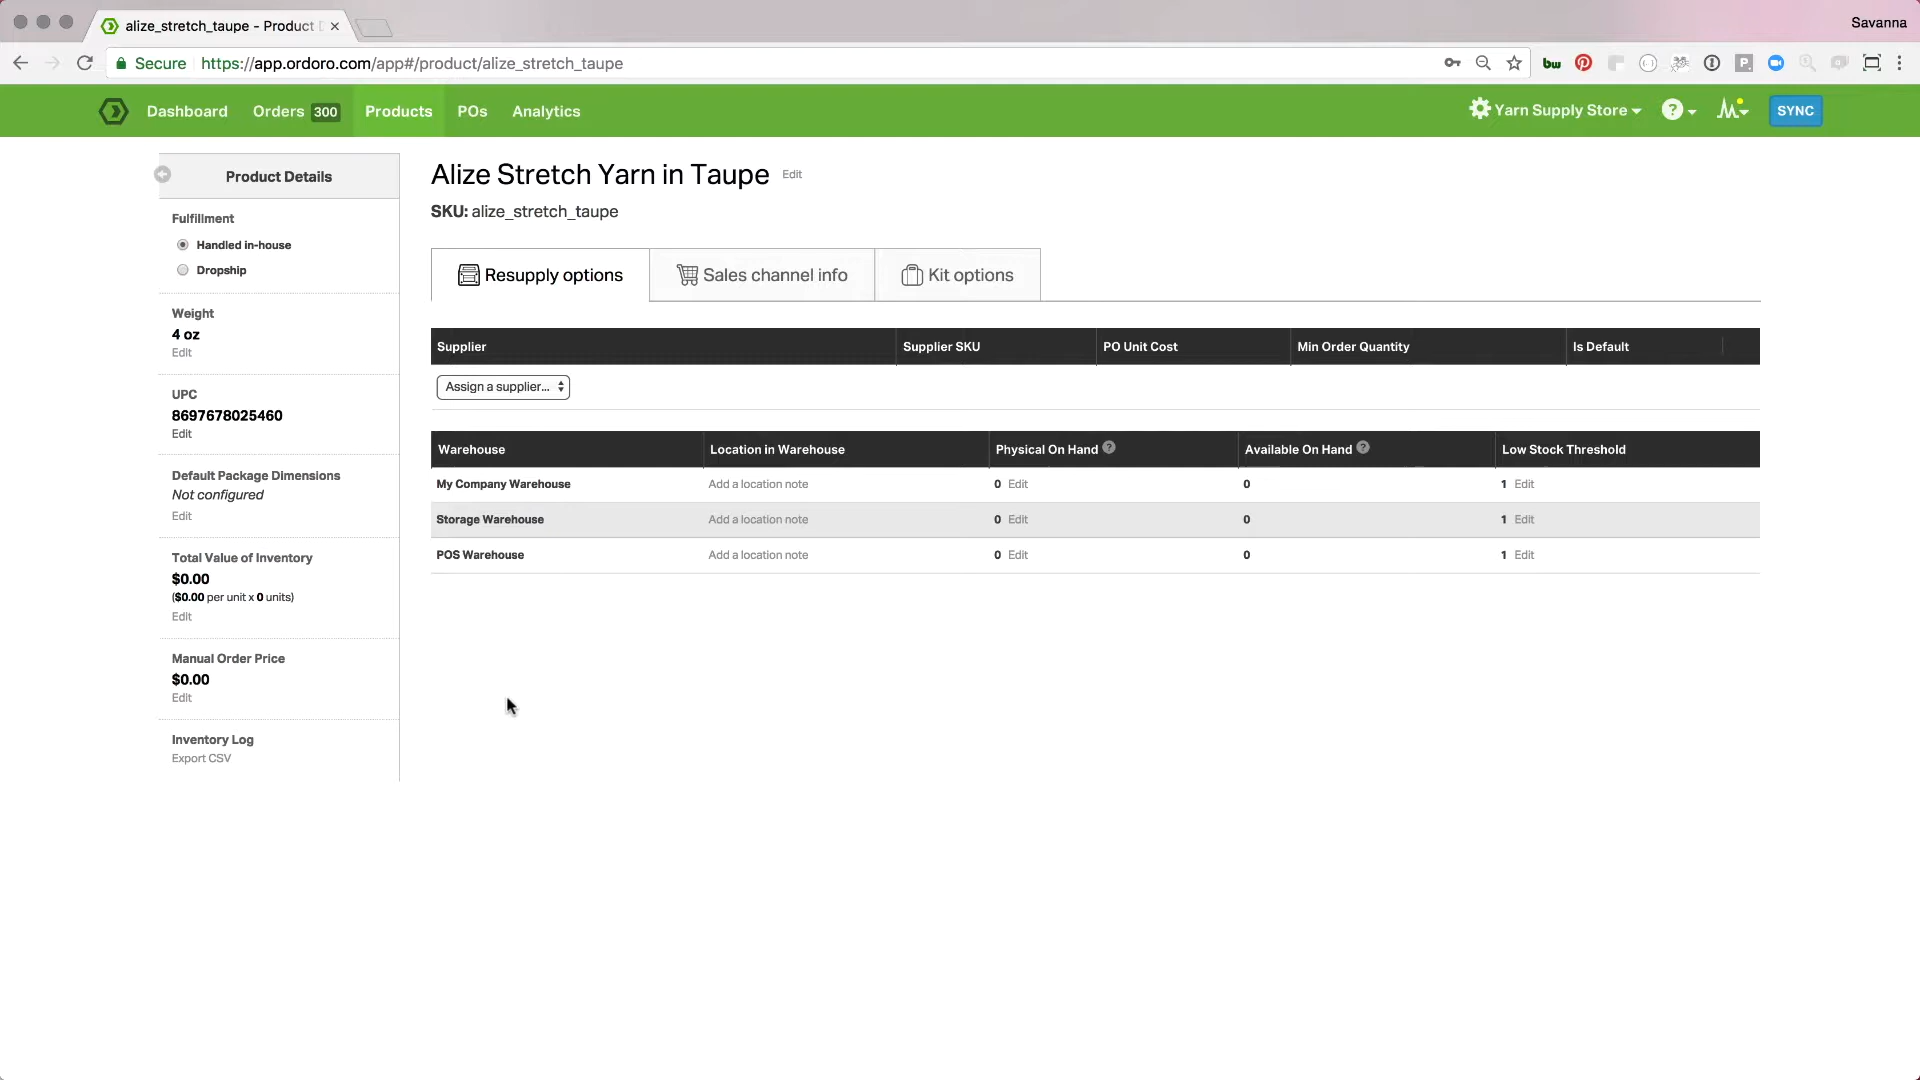 alize_stretch_taupe - Product
Savanna
Secure https://app.ordoro.com/app#/product/alize_stretch_taupe
bw
P.
Dashboard Orders 300 Products POs Analytics Yarn Supply Store ? SYNC
Product Details
Fulfillment
Handled in-house
Dropship
Weight
4 oz
Edit
UPC
8697678025460
Edit
Default Package Dimensions
Not configured
Edit
Total Value of Inventory
$0.00
($0.00 per unit x 0 units)
Edit
Manual Order Price
$0.00
Edit
Inventory Log
Export CSV
Alize Stretch Yarn in Taupe Edit
SKU: alize_stretch_taupe
Resupply options Sales channel info Kit options
Supplier Supplier SKU PO Unit Cost Min Order Quantity Is Default
Assign a supplier...
Warehouse Location in Warehouse Physical On Hand ? Available On Hand ? Low Stock Threshold
My Company Warehouse Add a location note 0 Edit 0 1 Edit
Storage Warehouse Add a location note 0 Edit 0 1 Edit
POS Warehouse Add a location note 0 Edit 0 1 Edit